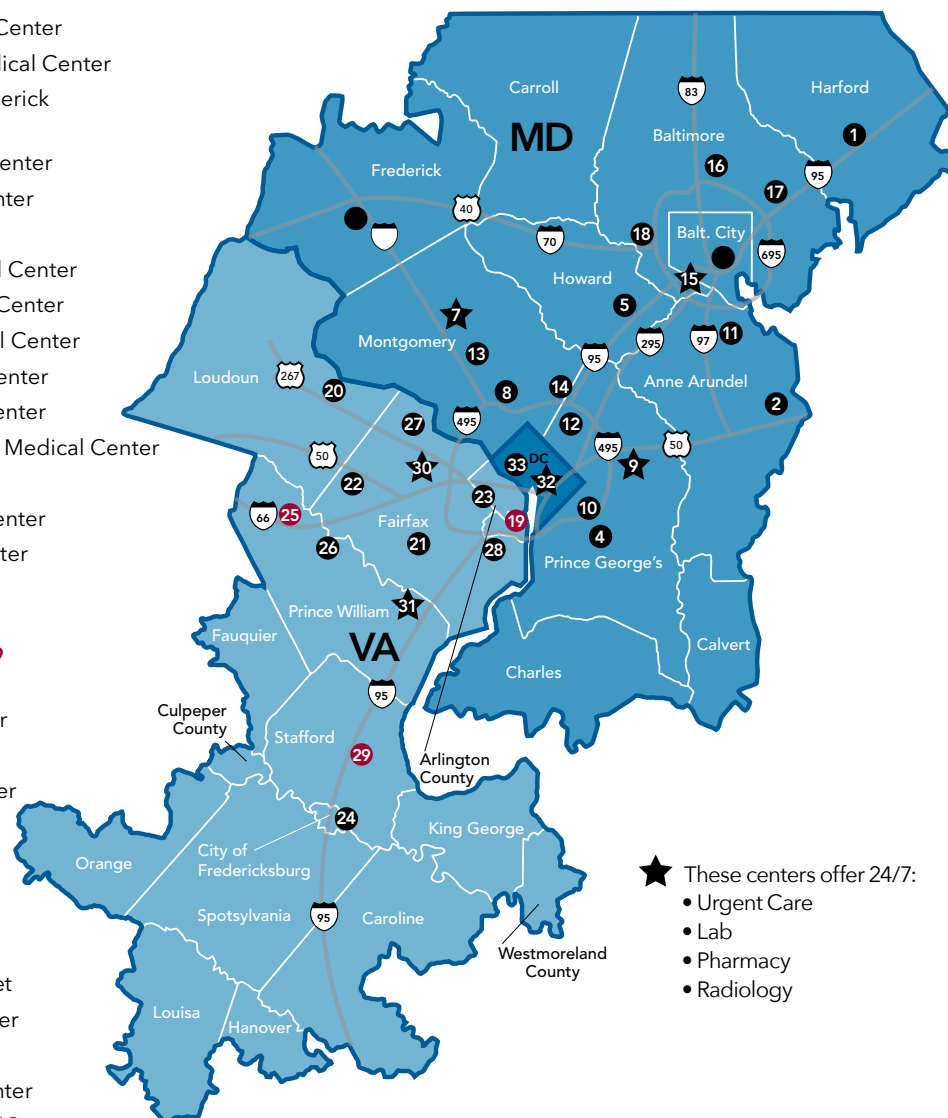 Center
dical Center
derick
enter
nter
l Center
Center
l Center
enter
enter
Medical Center
enter
ter
r
er
et
er
nter
Carroll
Harford
83
MD
Baltimore
1
16
Frederick
95
17
40
18
Balt. City
70
695
Howard
15
5
7
295
97
11
Montgomery
13
95
Loudoun
267
20
8
14
Anne Arundel
2
27
495
12
495
50
50
30
33
DC
9
22
32
23
66
25
19
10
Fairfax
26
21
28
4
Prince George's
Prince William
31
Fauquier
VA
Calvert
Charles
95
Culpeper
County
Stafford
29
Arlington
County
24
King George
City of
Fredericksburg
Orange
Spotsylvania
95
Caroline
Westmoreland
County
Louisa
Hanover
These centers offer 24/7:
• Urgent Care
• Lab
• Pharmacy
• Radiology